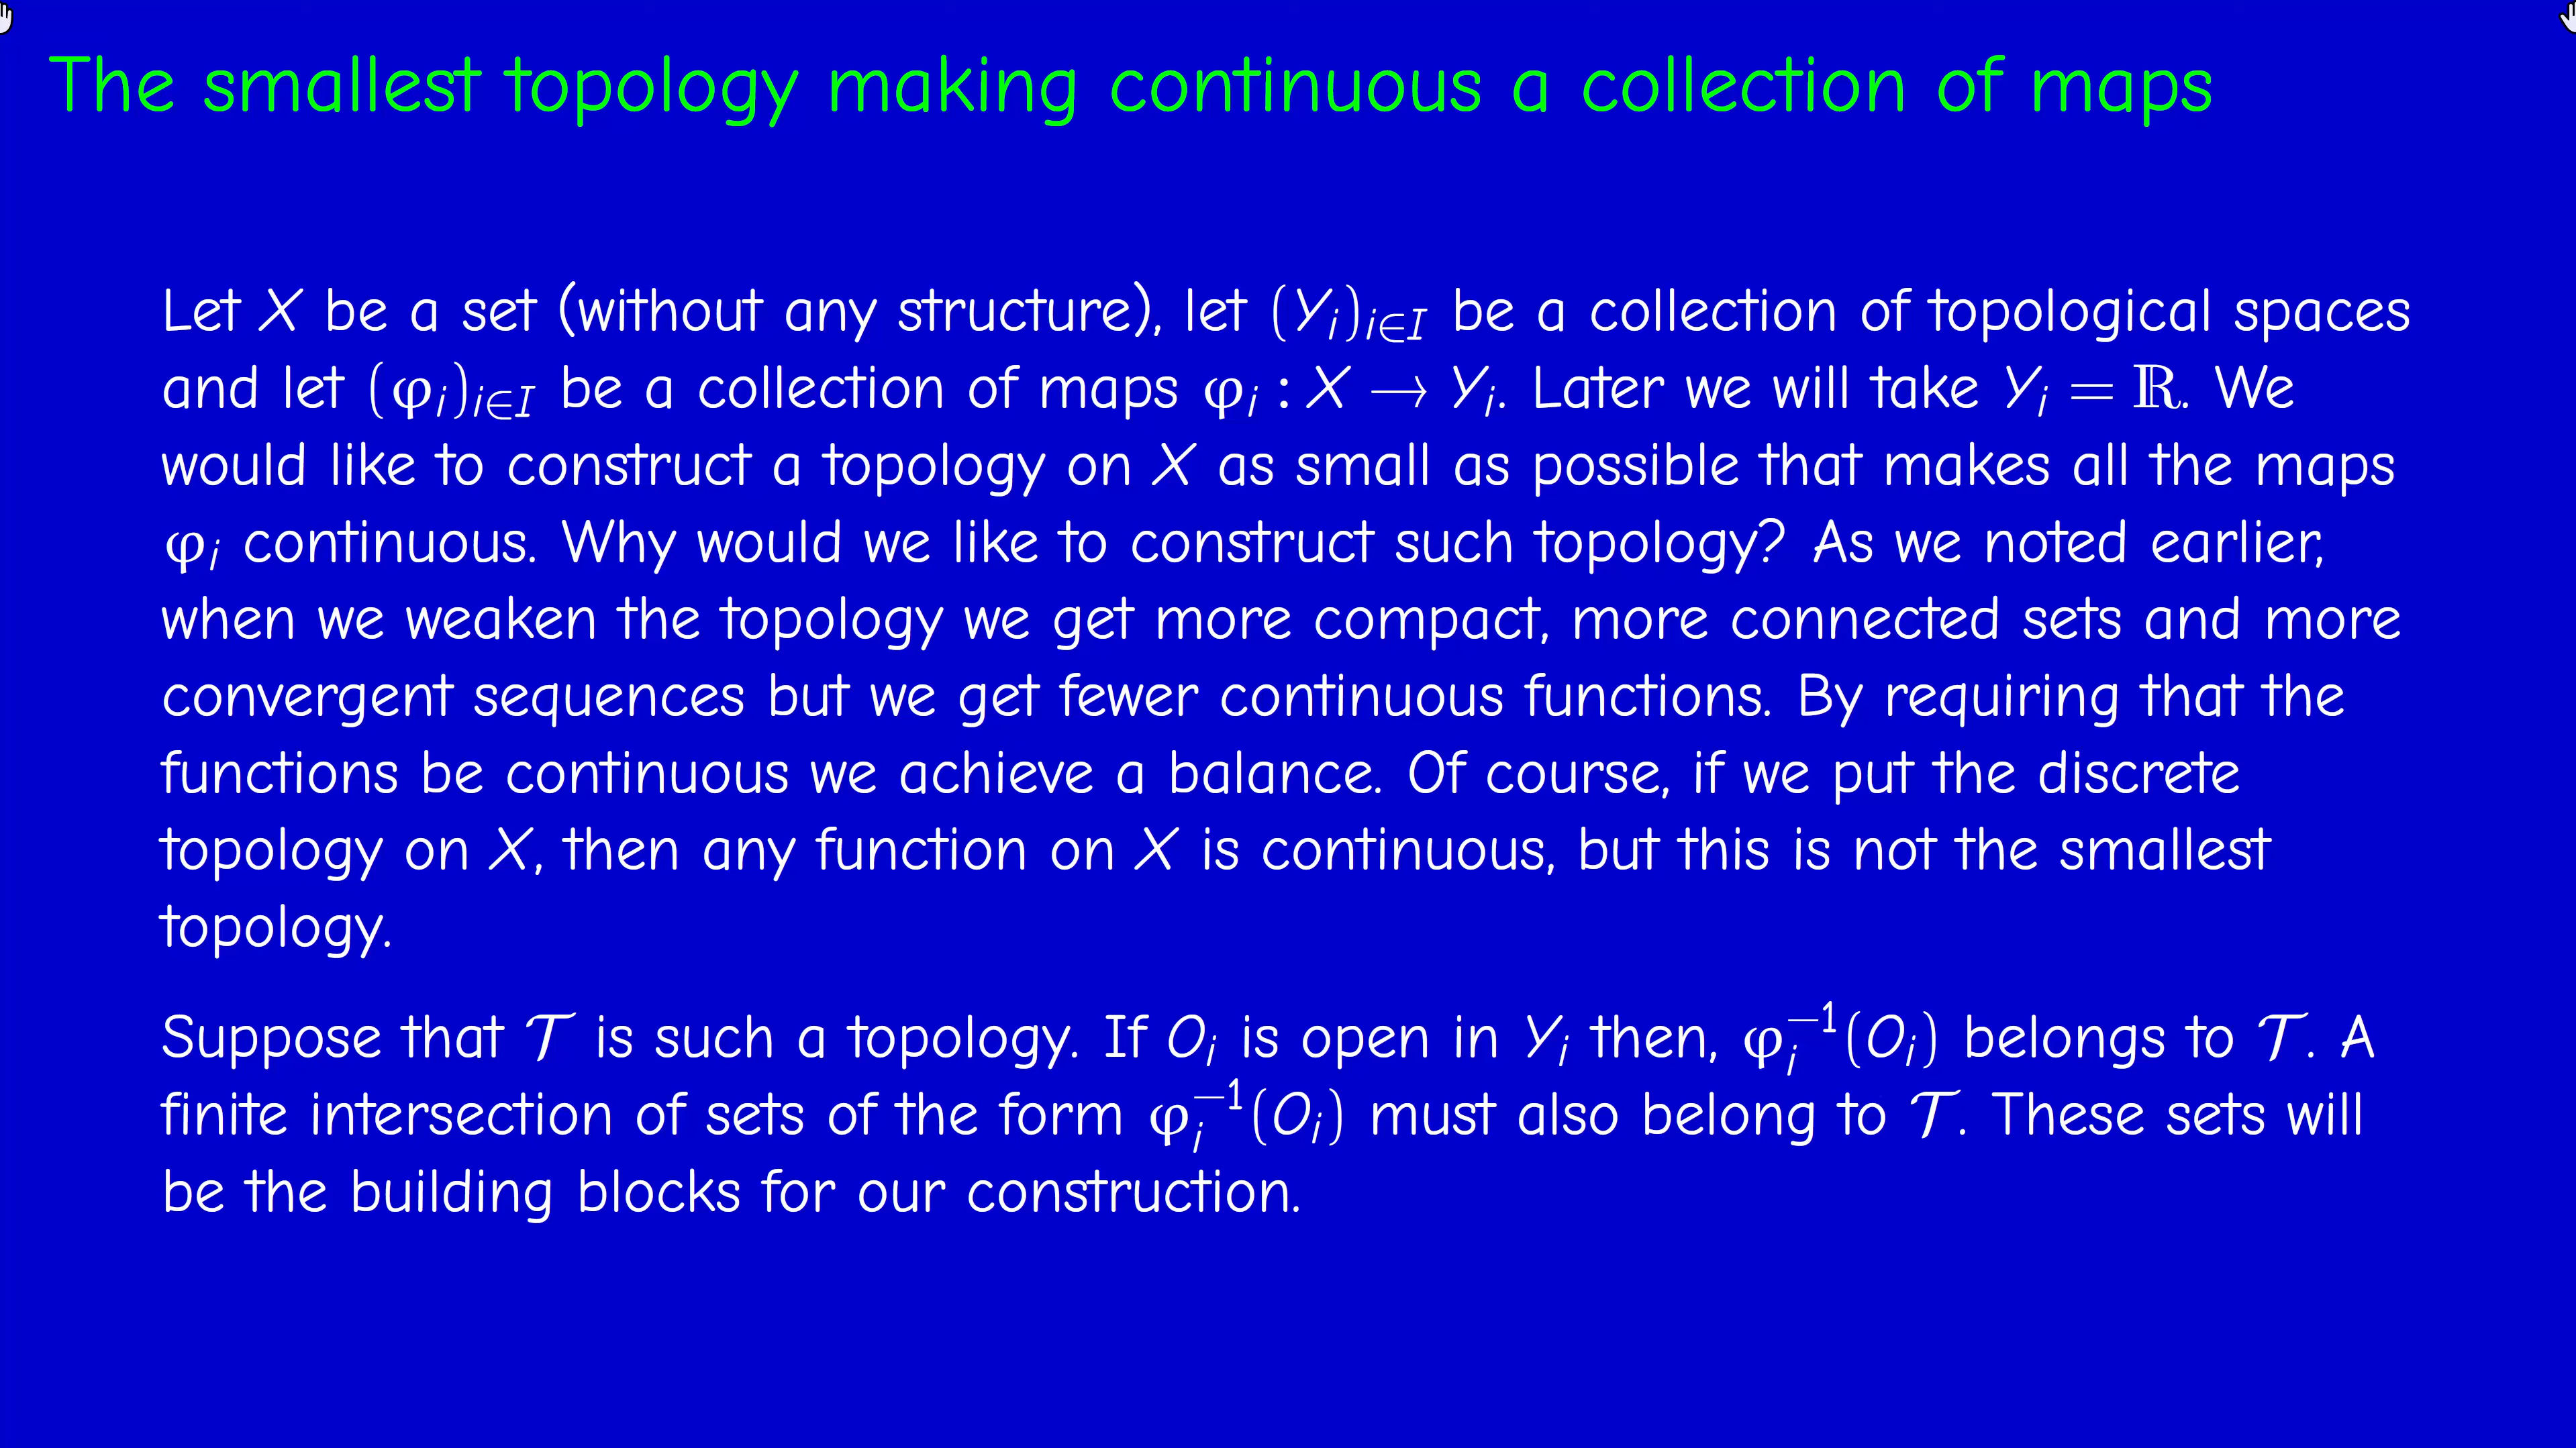 The smallest topology making continuous a collection of maps
Let X be a set (without any structure), let (Y_i)_{i∈I} be a collection of topological spaces
and let (φ_i)_{i∈I} be a collection of maps φ_i : X → Y_i. Later we will take Y_i = ℝ. We
would like to construct a topology on X as small as possible that makes all the maps
φ_i continuous. Why would we like to construct such topology? As we noted earlier,
when we weaken the topology we get more compact, more connected sets and more
convergent sequences but we get fewer continuous functions. By requiring that the
functions be continuous we achieve a balance. Of course, if we put the discrete
topology on X, then any function on X is continuous, but this is not the smallest
topology.
Suppose that 𝒯 is such a topology. If O_i is open in Y_i then, φ_i^{-1}(O_i) belongs to 𝒯. A
finite intersection of sets of the form φ_i^{-1}(O_i) must also belong to 𝒯. These sets will
be the building blocks for our construction.